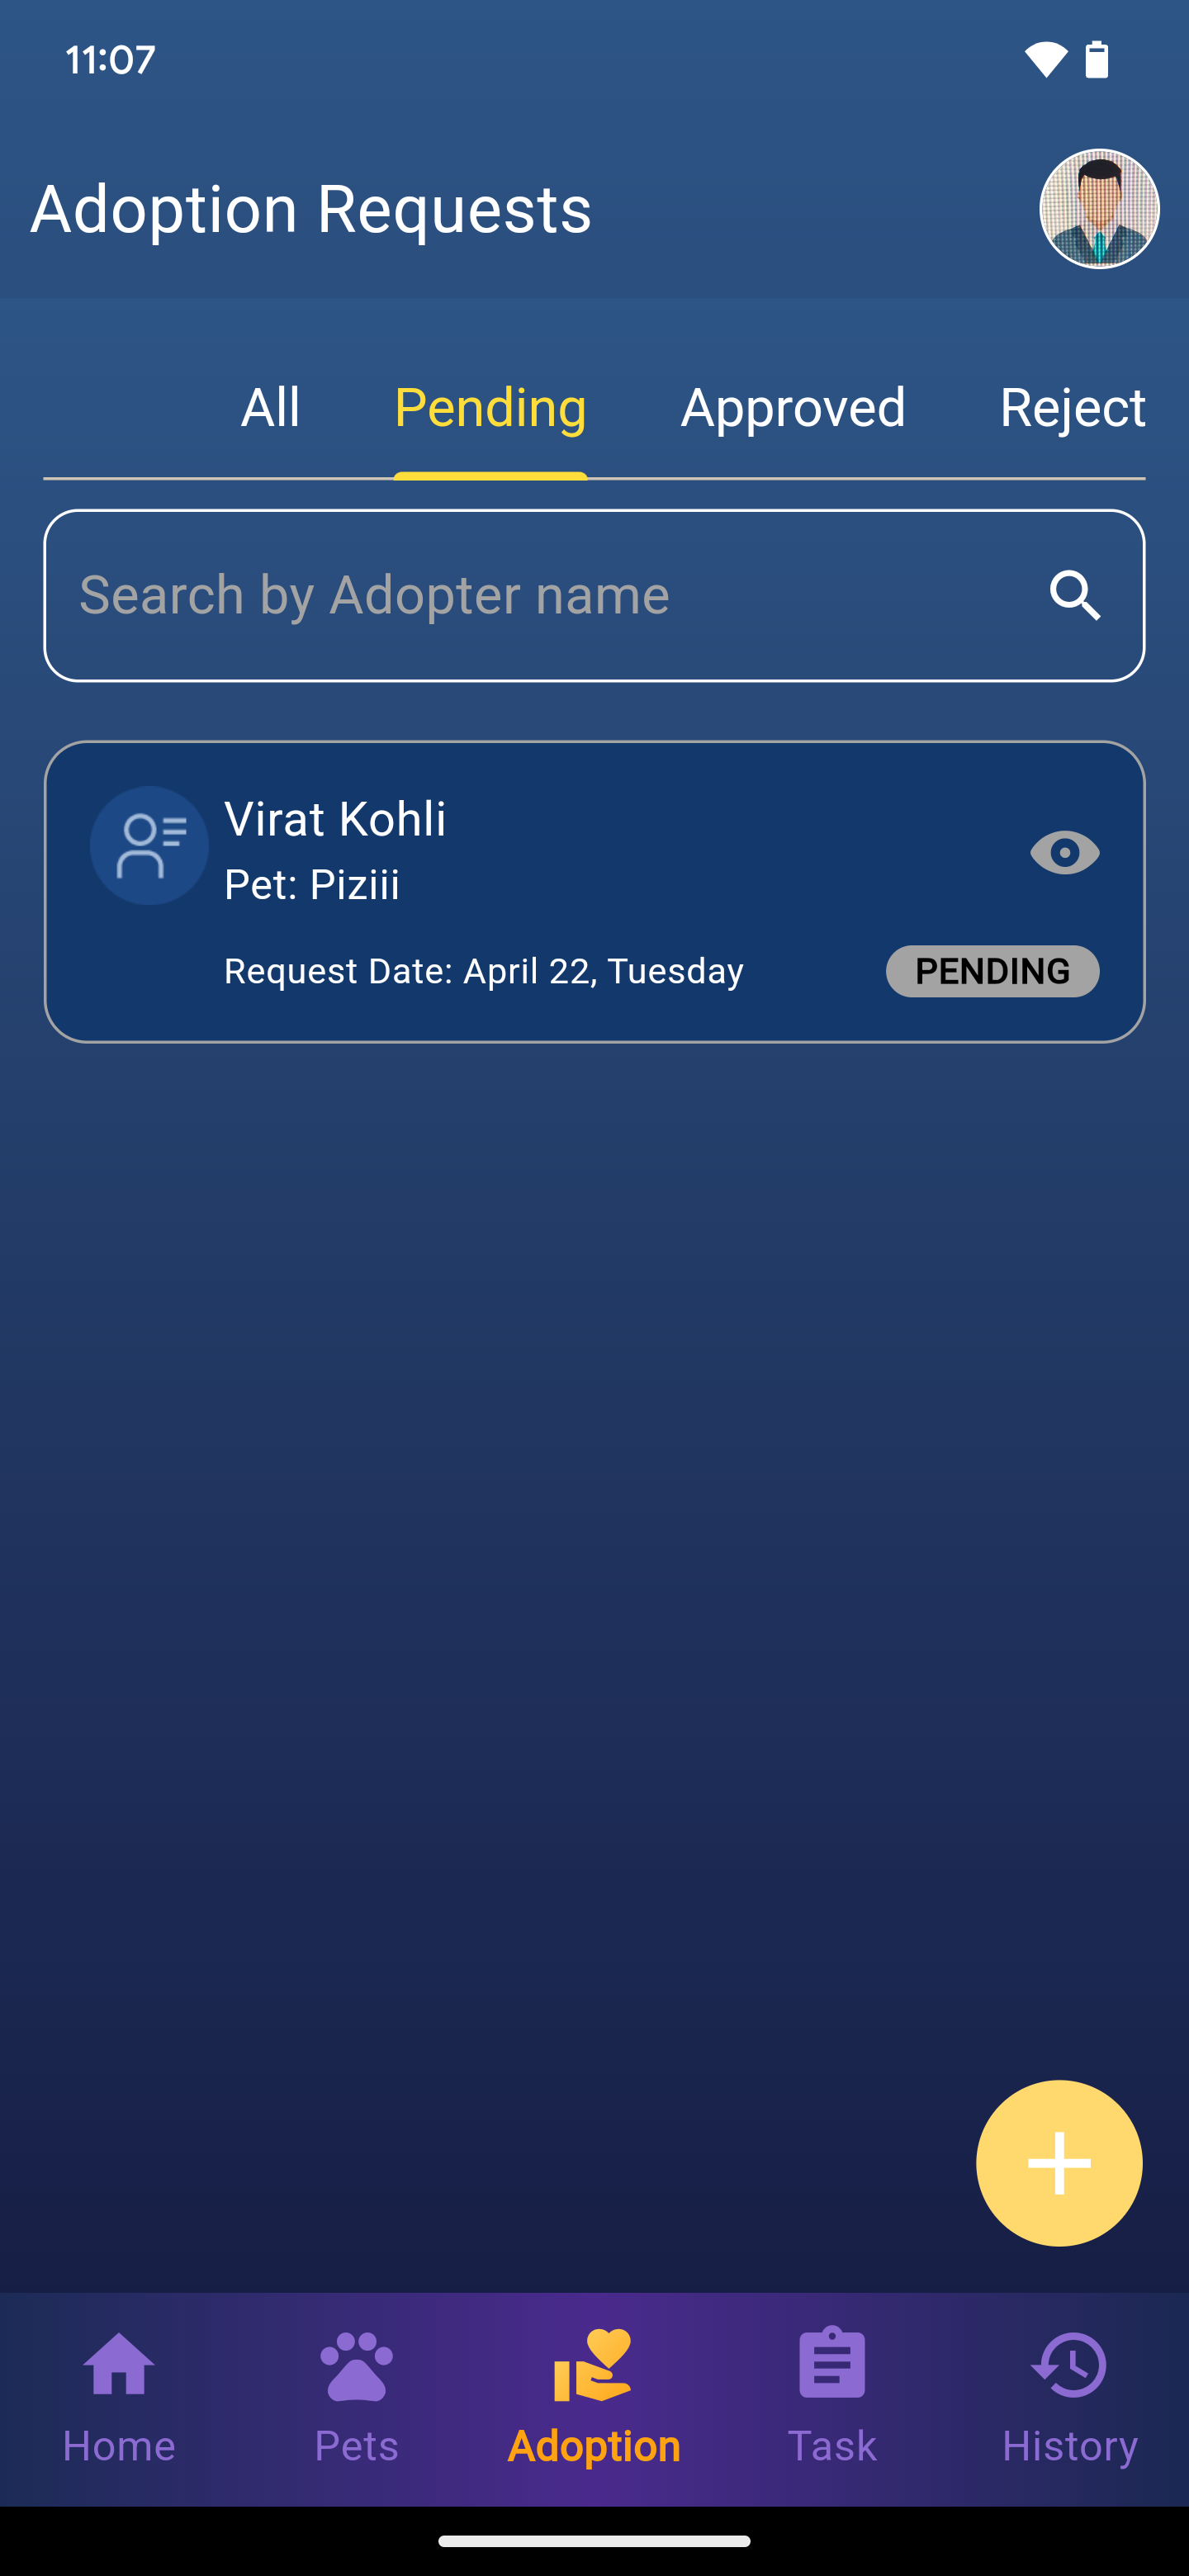 11:07
Adoption Requests
All Pending Approved Reject
Search by Adopter name
Virat Kohli
Pet: Piziii
Request Date: April 22, Tuesday PENDING
Home Pets Adoption Task History